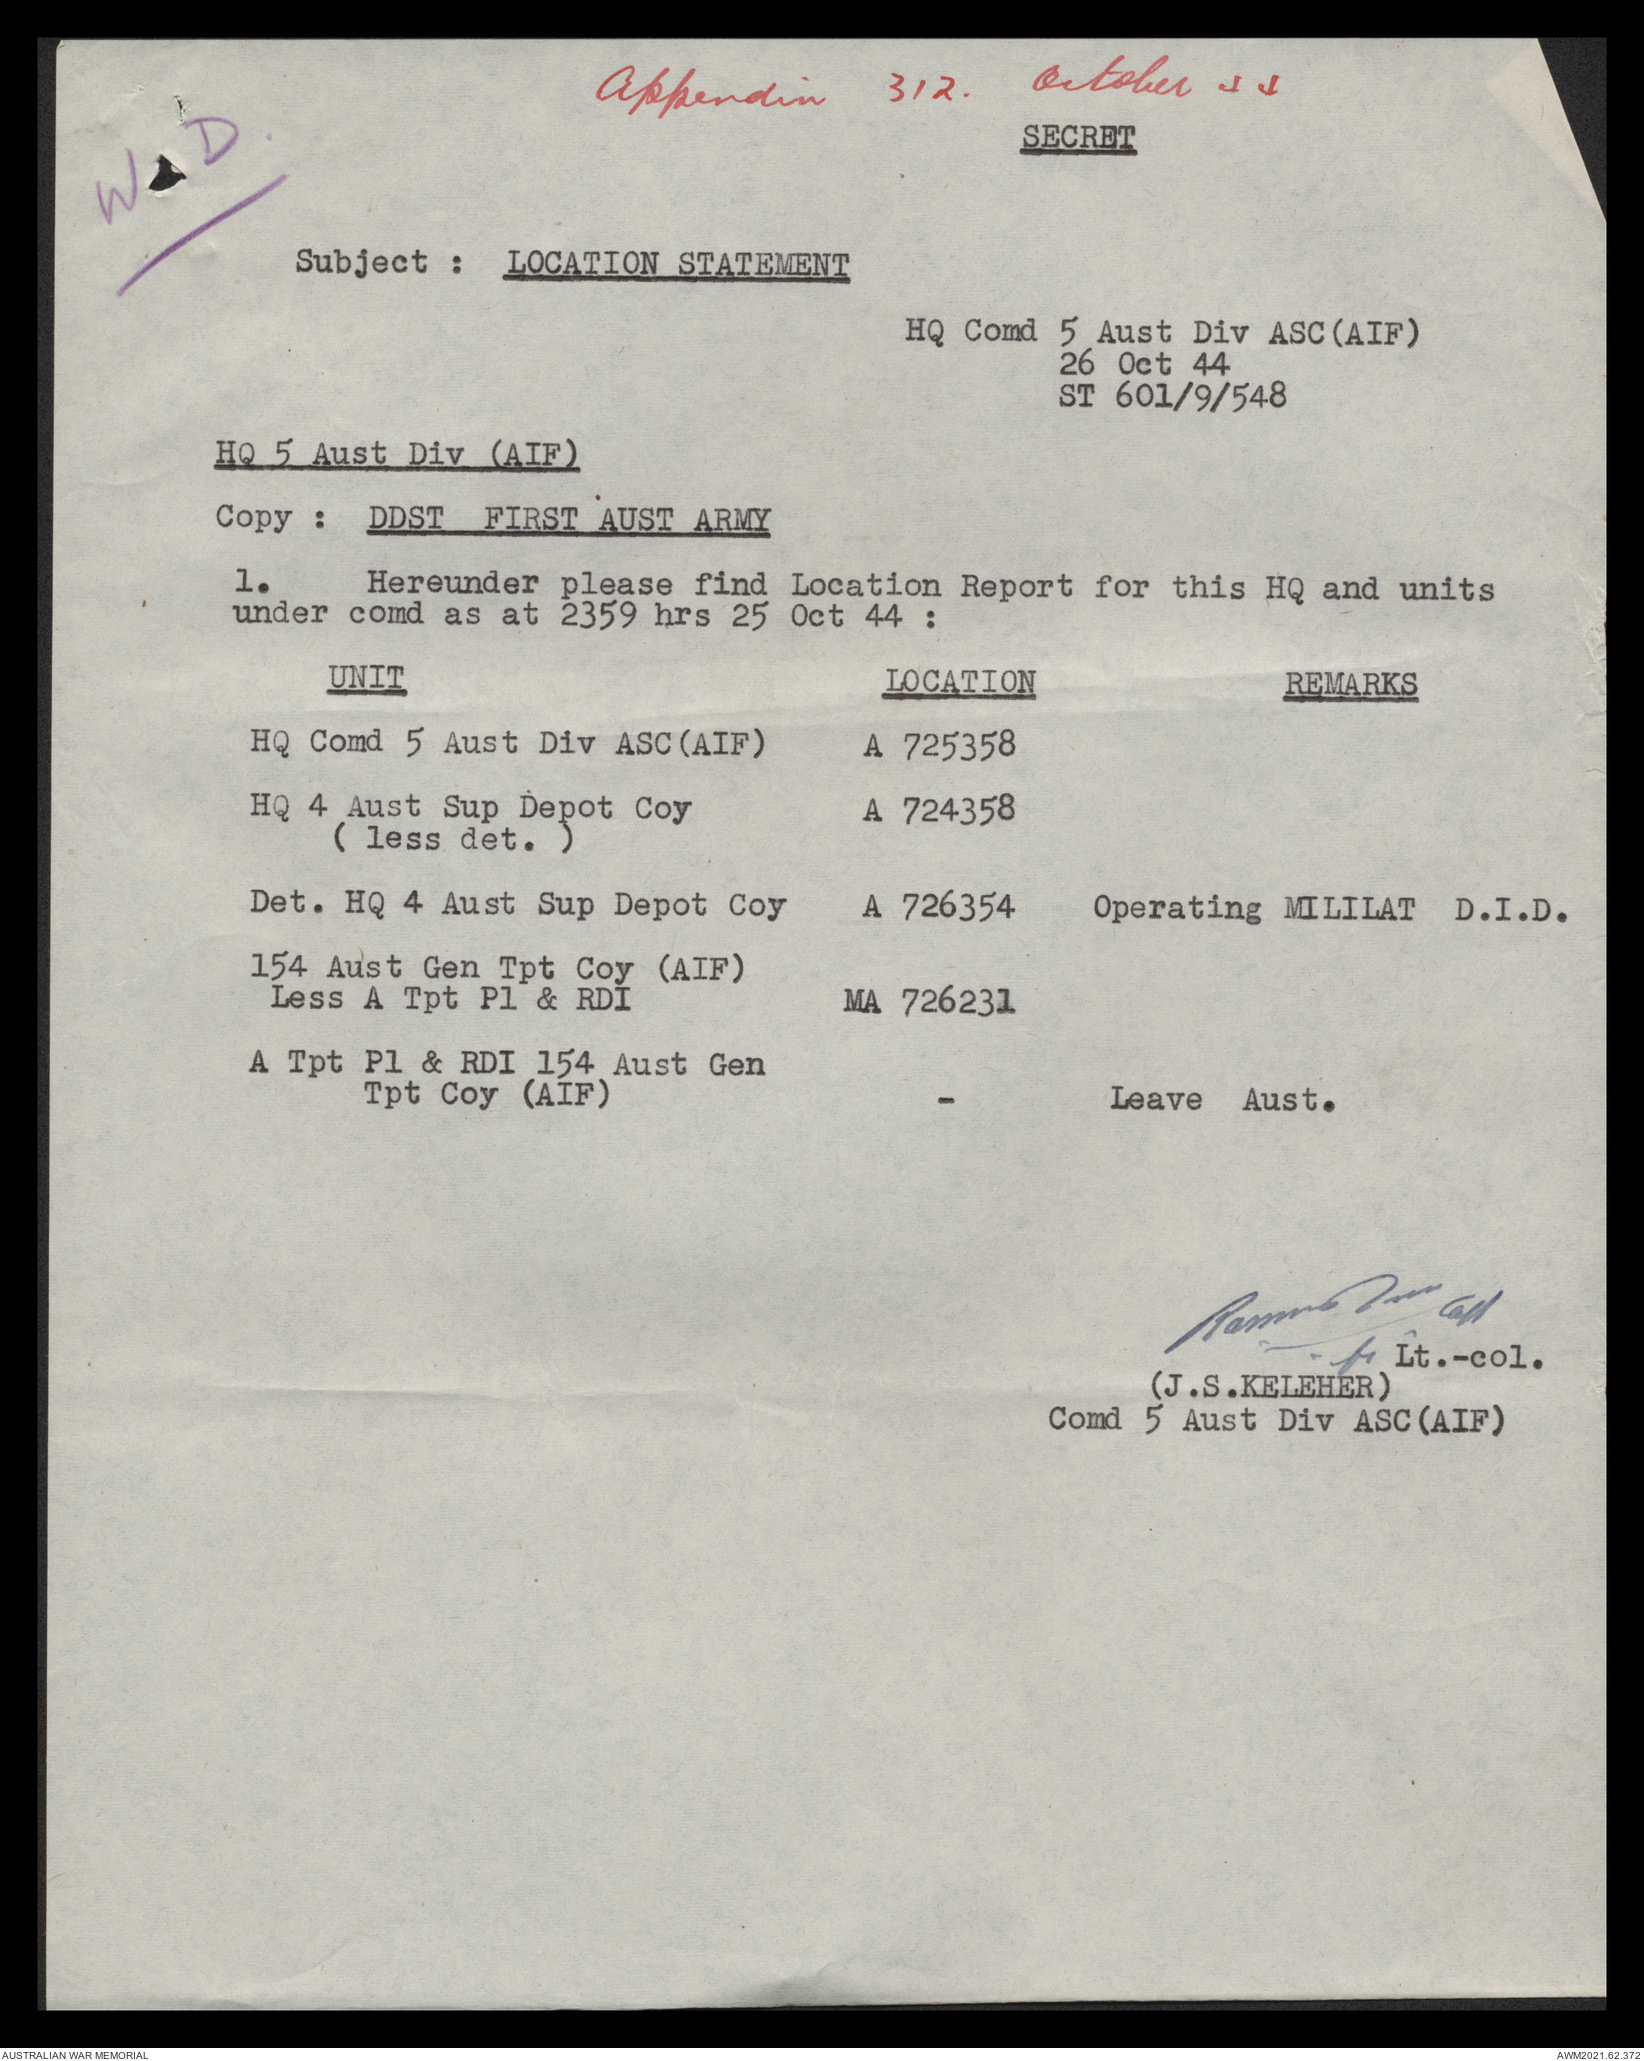 Appendix 312. October 44
SECRET
W.D.
Subject : LOCATION STATEMENT
HQ Comd 5 Aust Div ASC(AIF)
26 Oct 44
ST 601/9/548
HQ 5 Aust Div (AIF)
Copy : DDST FIRST AUST ARMY
1. Hereunder please find Location Report for this HQ and units
under comd as at 2359 hrs 25 Oct 44 :
UNIT LOCATION REMARKS
HQ Comd 5 Aust Div ASC(AIF) A 725358
HQ 4 Aust Sup Depot Coy A 724358
( less det. )
Det. HQ 4 Aust Sup Depot Coy A 726354 Operating MILILAT D.I.D.
154 Aust Gen Tpt Coy (AIF)
Less A Tpt Pl & RDI MA 726231
A Tpt Pl & RDI 154 Aust Gen
Tpt Coy (AIF) - Leave Aust.
Capt
for Lt.-col.
(J.S.KELEHER)
Comd 5 Aust Div ASC(AIF)
AUSTRALIAN WAR MEMORIAL AWM2021.62.372